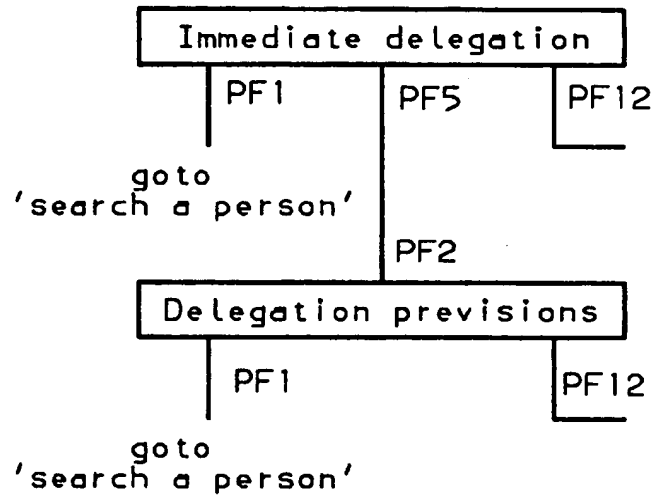 Immediate delegation
PF1 PF5 PF12
goto
'search a person'
PF2
Delegation previsions
PF1 PF12
goto
'search a person'